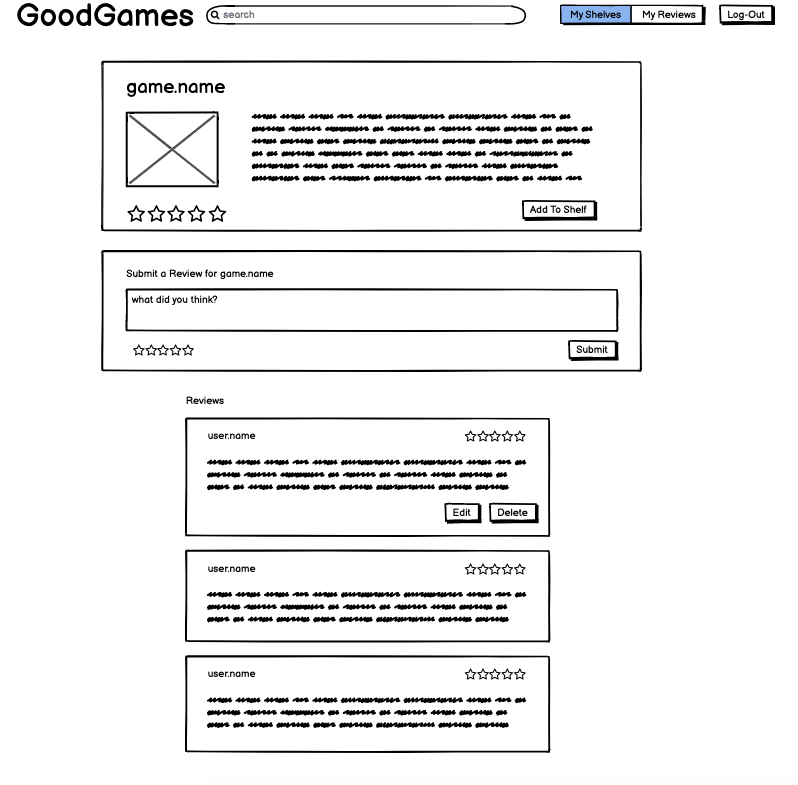 GoodGames
search
My Shelves
My Reviews
Log-Out
game.name
Add To Shelf
Submit a Review for game.name
what did you think?
Submit
Reviews
user.name
Edit
Delete
user.name
user.name